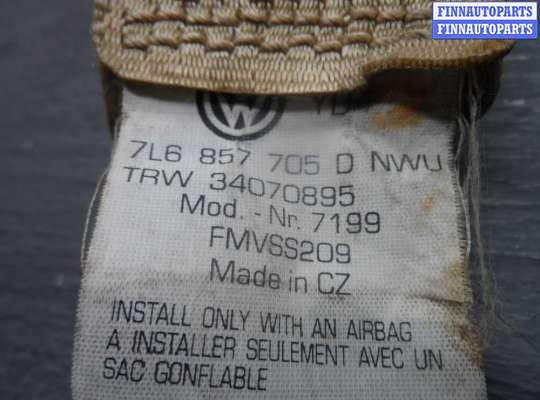 FINNAUTOPARTS
FINNAUTOPARTS
7L6 857 705 D NWU
TRW 34070895
Mod. - Nr. 7199
FMVSS209
Made in CZ
INSTALL ONLY WITH AN AIRBAG
A INSTALLER SEULEMENT AVEC UN
SAC GONFLABLE